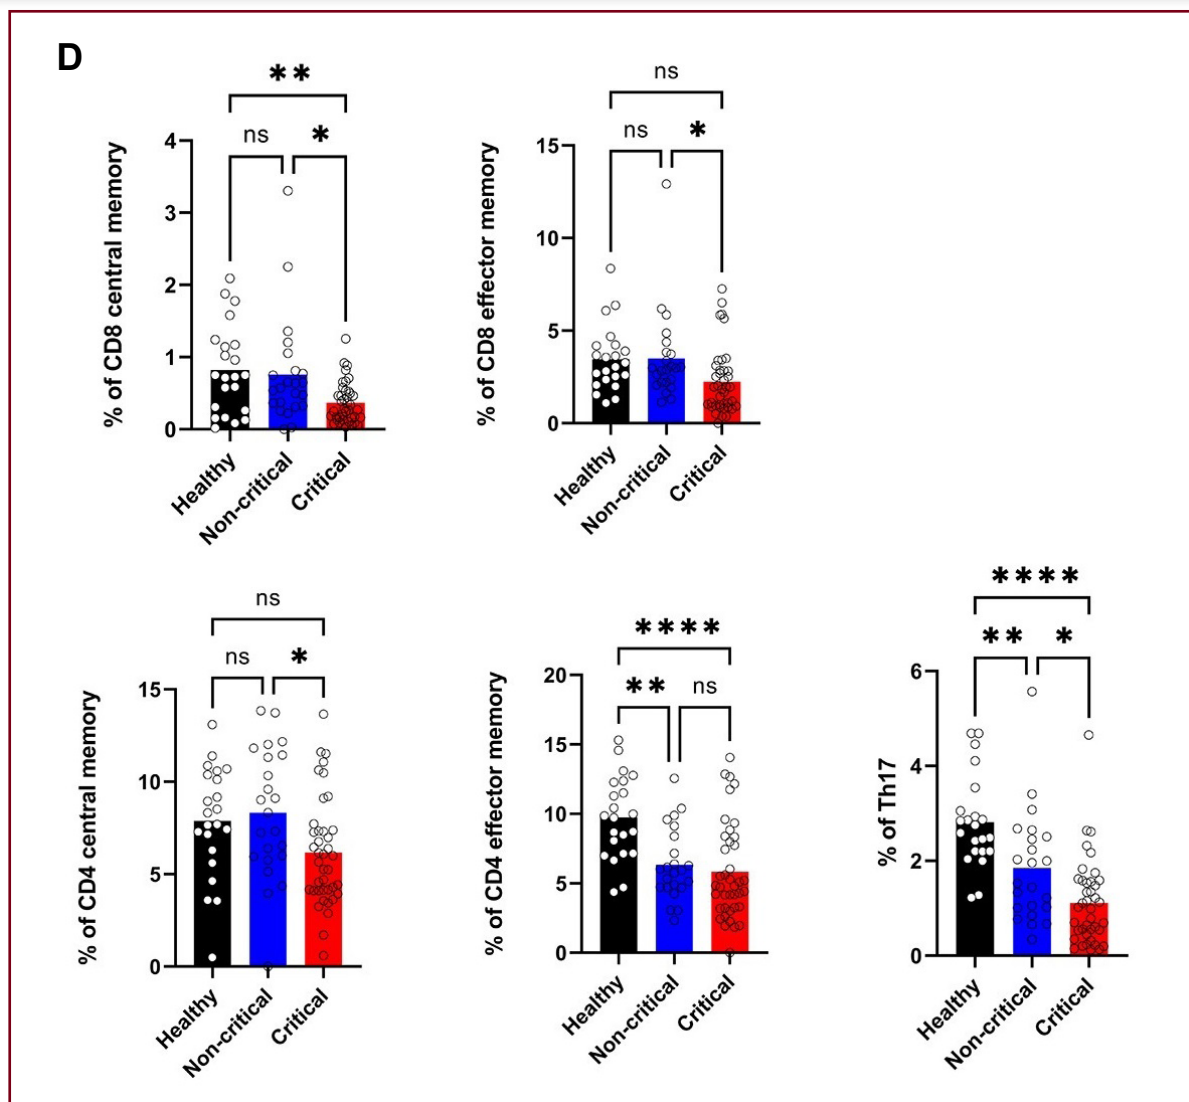 D
**
ns
*
% of CD8 central memory
4
3
2
1
0
Healthy
Non-critical
Critical
ns
ns
*
% of CD8 effector memory
15
10
5
0
Healthy
Non-critical
Critical
ns
ns
*
% of CD4 central memory
15
10
5
0
Healthy
Non-critical
Critical
****
**
ns
% of CD4 effector memory
20
15
10
5
0
Healthy
Non-critical
Critical
****
**
*
% of Th17
6
4
2
0
Healthy
Non-critical
Critical